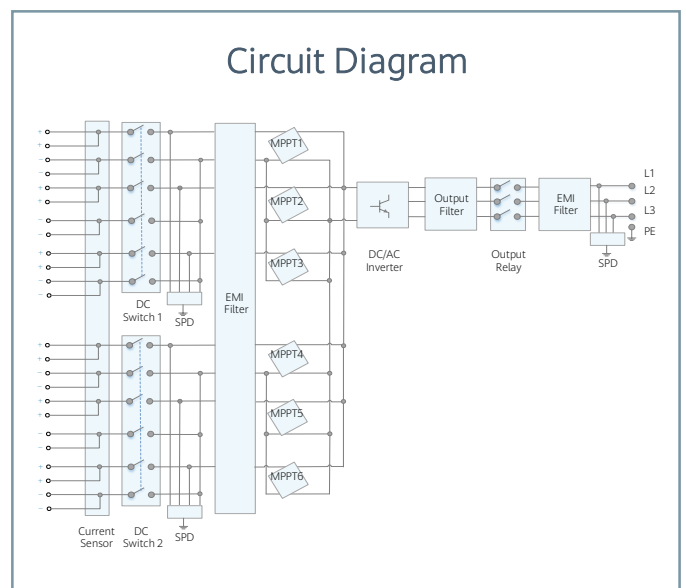 Circuit Diagram
+
+
−
−
+
+
−
−
+
+
−
−
DC
Switch 1
SPD
EMI
Filter
MPPT1
MPPT2
MPPT3
DC/AC
Inverter
Output
Filter
Output
Relay
EMI
Filter
L1
L2
L3
PE
SPD
+
+
−
−
+
+
−
−
+
+
−
−
MPPT4
MPPT5
MPPT6
Current
Sensor
DC
Switch 2
SPD